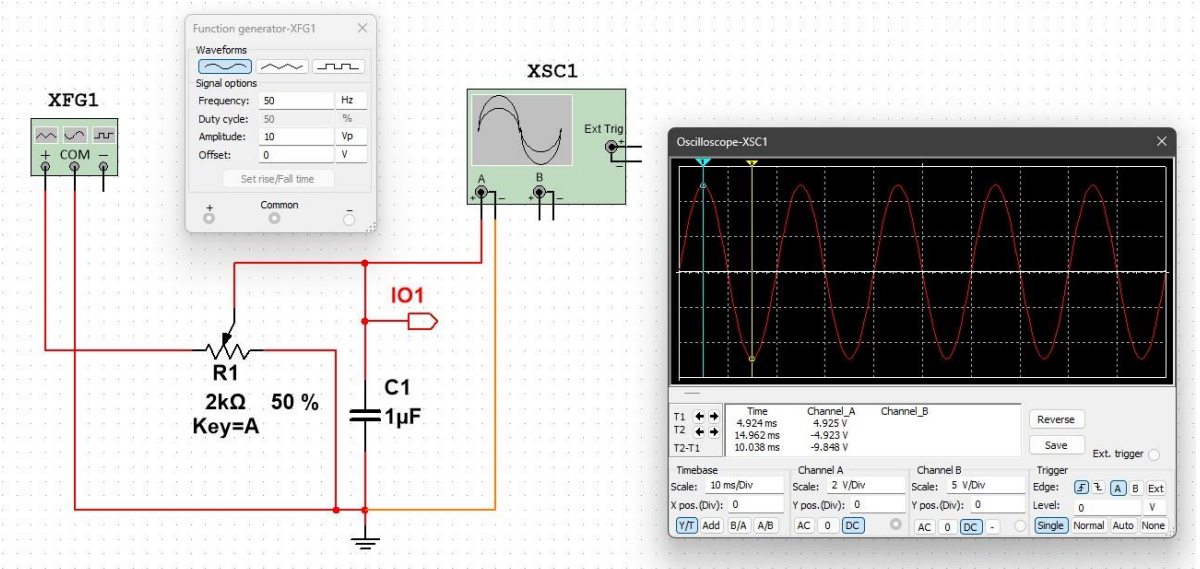 Function generator-XFG1
Waveforms
Signal options
Frequency: 50 Hz
Duty cycle: 50 %
Amplitude: 10 Vp
Offset: 0 V
Set rise/Fall time
+ Common -
XFG1
+ COM -
XSC1
Ext Trig
+
-
A B
+ - + -
IO1
R1
2kΩ 50 %
Key=A
C1
1µF
Oscilloscope-XSC1
1 2
Time Channel_A Channel_B
T1 4.924 ms 4.925 V
T2 14.962 ms -4.923 V
T2-T1 10.038 ms -9.848 V
Reverse
Save
Ext. trigger
Timebase
Scale: 10 ms/Div
X pos.(Div): 0
Y/T Add B/A A/B
Channel A
Scale: 2 V/Div
Y pos.(Div): 0
AC 0 DC
Channel B
Scale: 5 V/Div
Y pos.(Div): 0
AC 0 DC -
Trigger
Edge: A B Ext
Level: 0 V
Single Normal Auto None